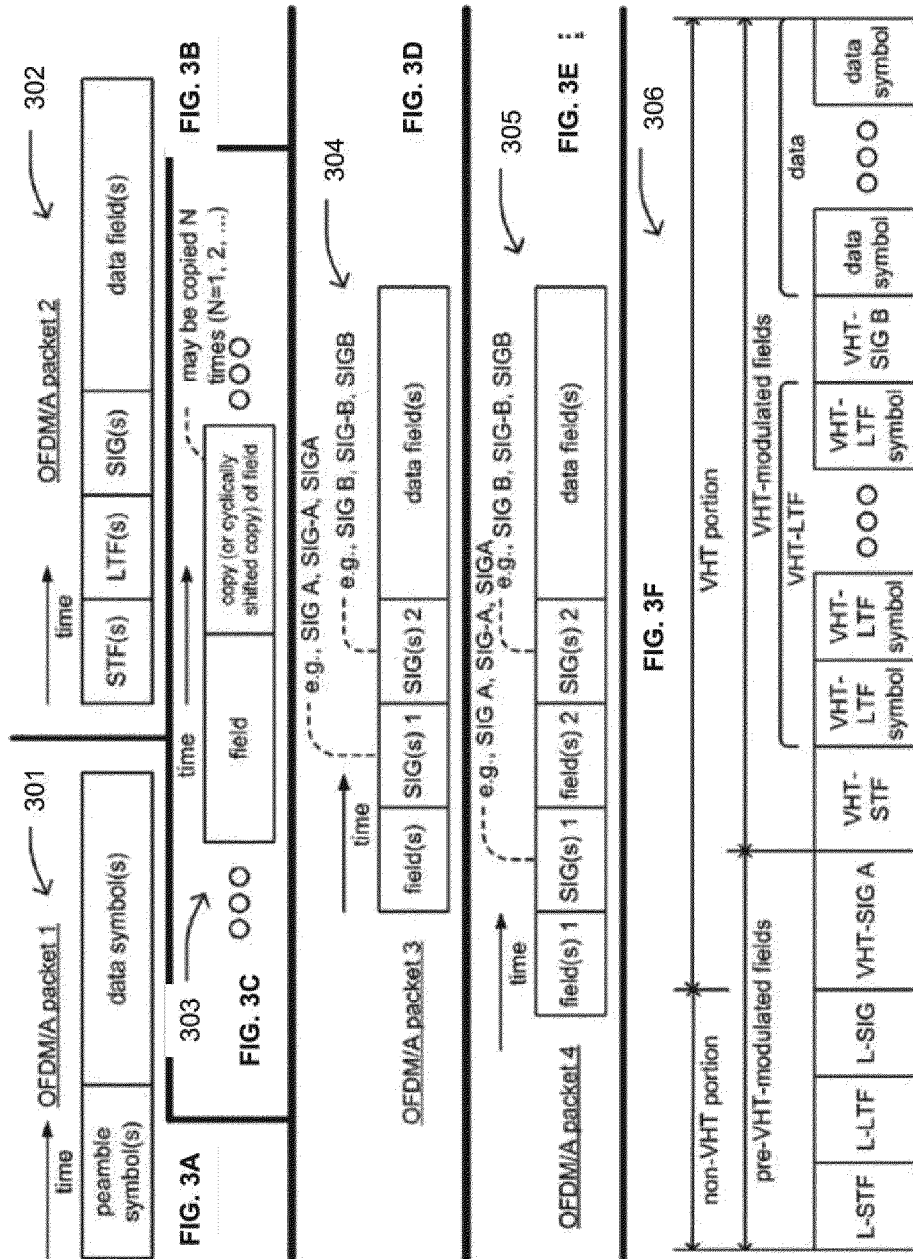 time
OFDM/A packet 1
301
peamble
symbol(s)
data symbol(s)
FIG. 3A
time
OFDM/A packet 2
302
STF(s)
LTF(s)
SIG(s)
data field(s)
FIG. 3B
time
may be copied N
times (N=1, 2, ...)
303
field
copy (or cyclically
shifted copy) of field
FIG. 3C
e.g., SIG A, SIG-A, SIGA
e.g., SIG B, SIG-B, SIGB
304
time
field(s)
SIG(s) 1
SIG(s) 2
data field(s)
OFDM/A packet 3
FIG. 3D
e.g., SIG A, SIG-A, SIGA
e.g., SIG B, SIG-B, SIGB
305
time
field(s) 1
SIG(s) 1
field(s) 2
SIG(s) 2
data field(s)
OFDM/A packet 4
FIG. 3E
FIG. 3F
306
non-VHT portion
VHT portion
pre-VHT-modulated fields
VHT-modulated fields
VHT-LTF
data
L-STF
L-LTF
L-SIG
VHT-SIG A
VHT-
STF
VHT-
LTF
symbol
VHT-
LTF
symbol
VHT-
LTF
symbol
VHT-
SIG B
data
symbol
data
symbol